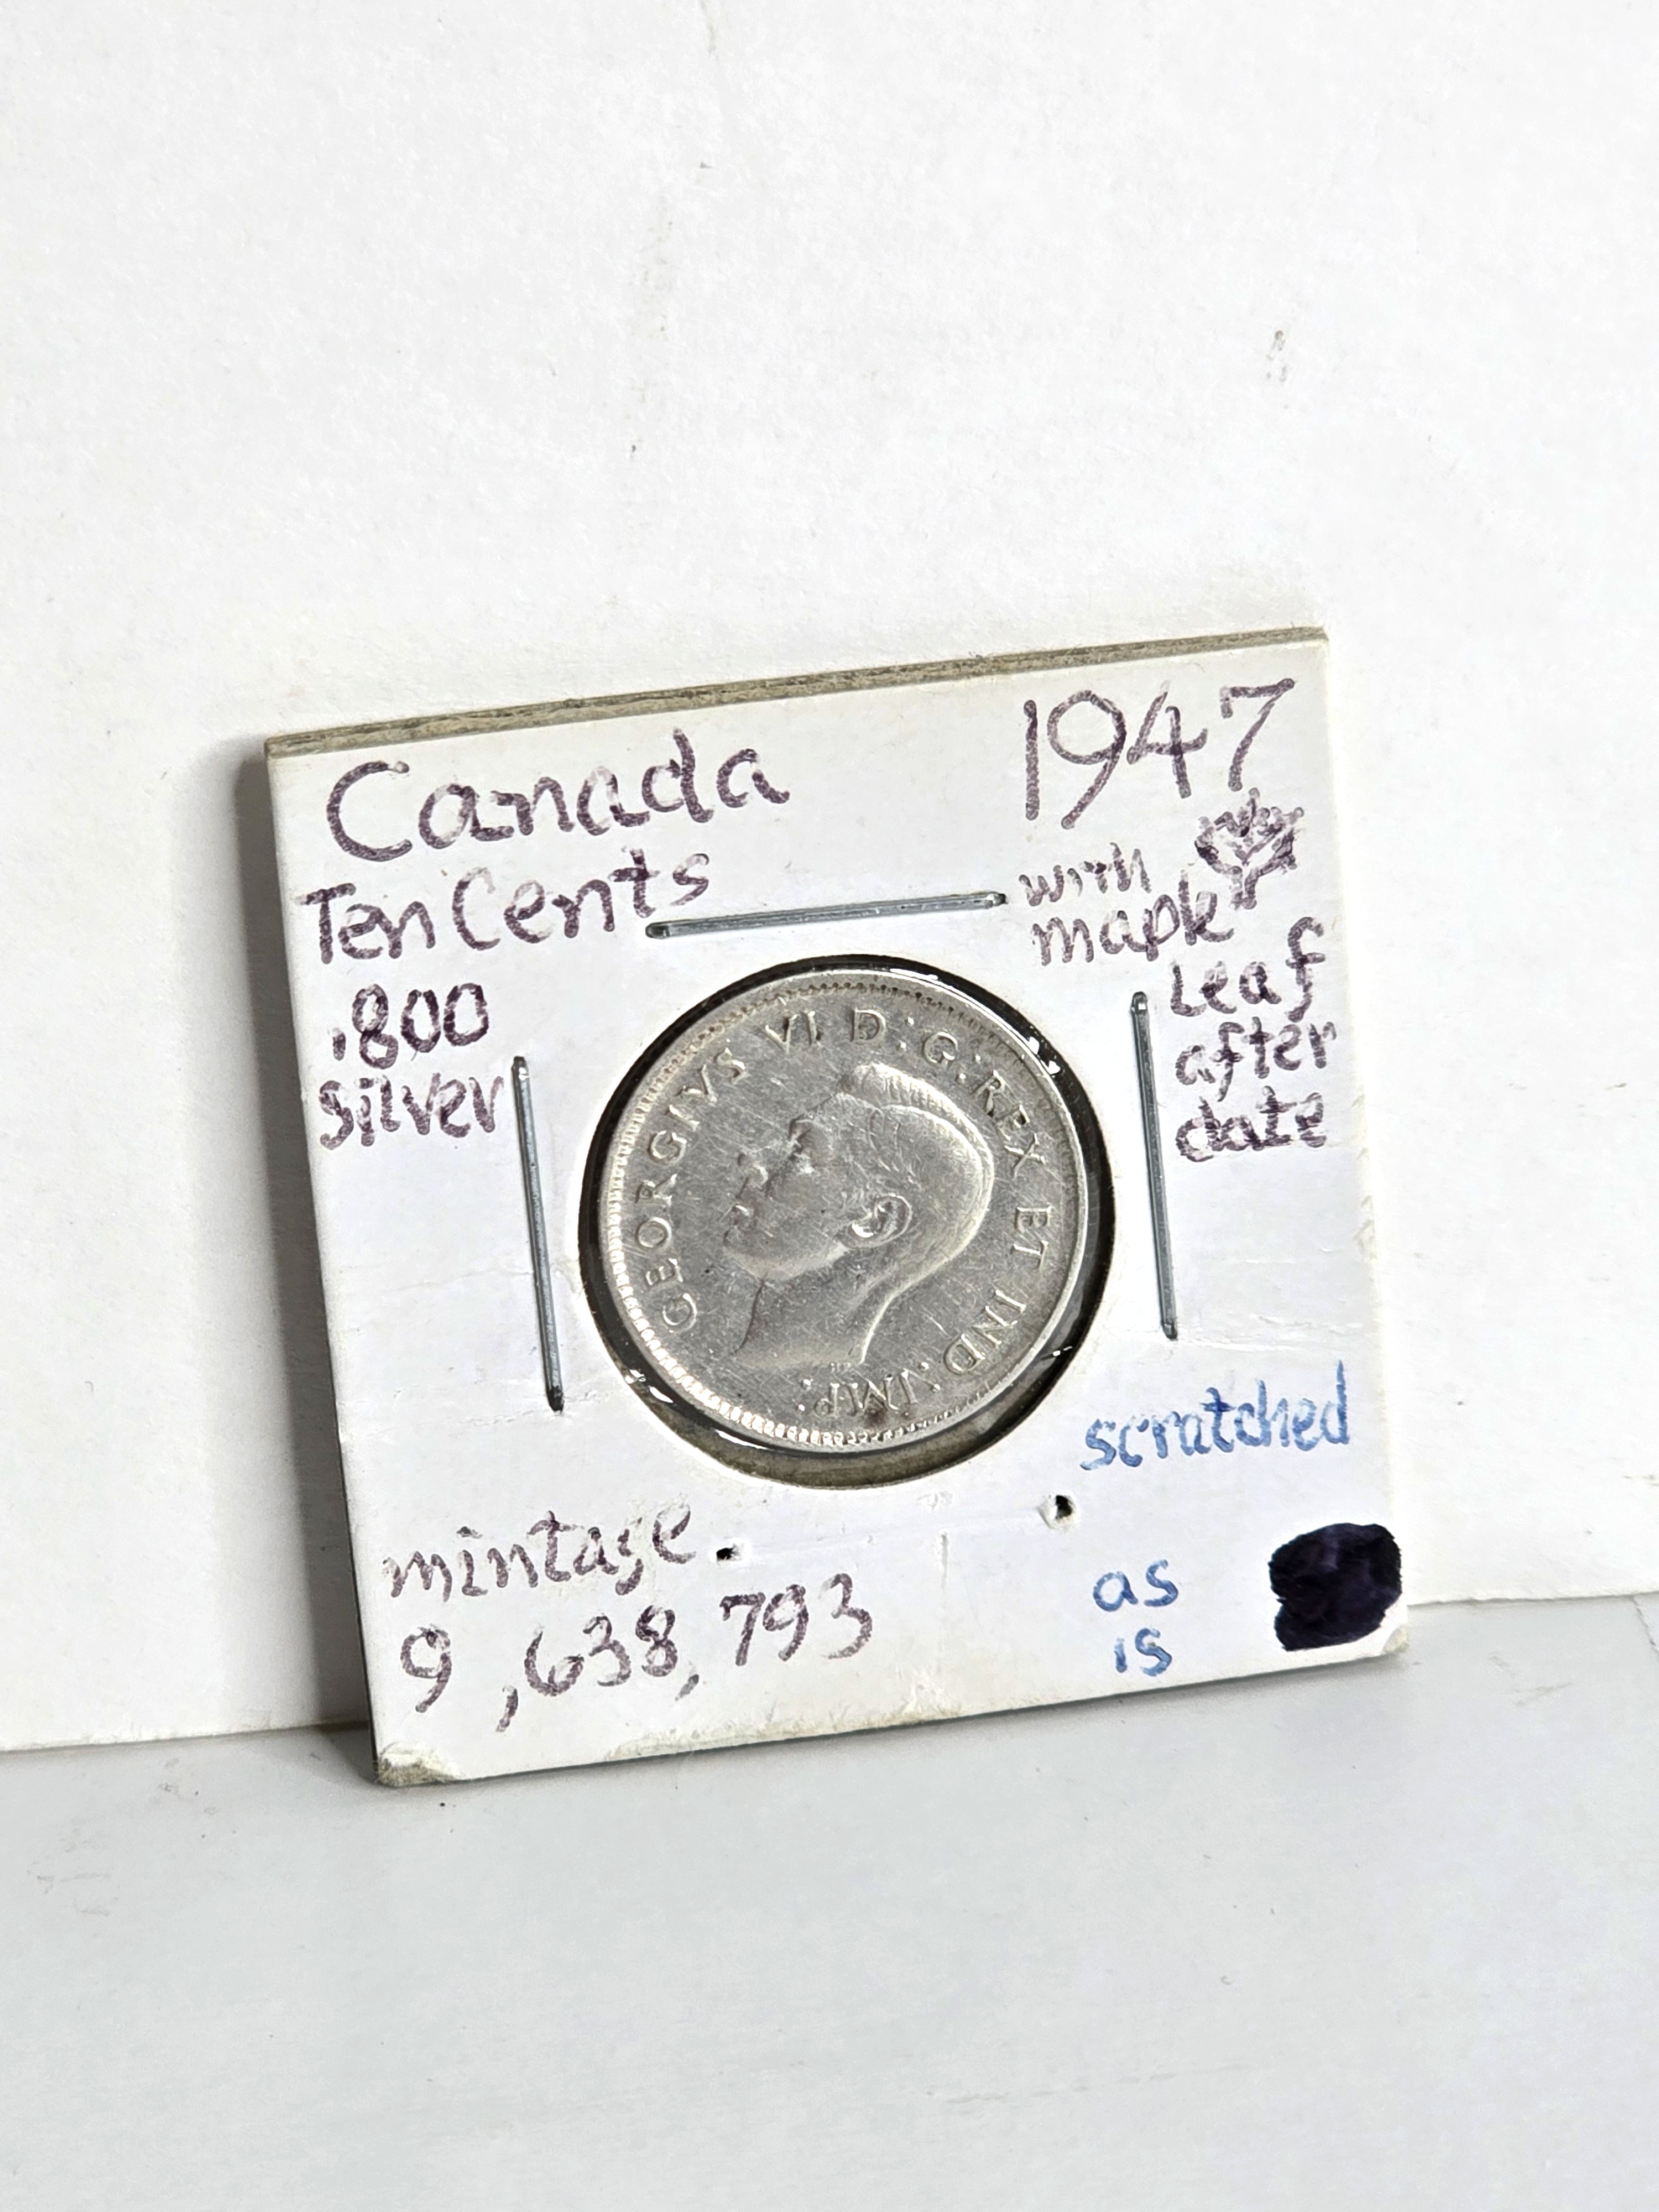 Canada
Ten Cents
.800
silver
1947
with
maple
Leaf
after
date
GEORGIVS VI D:G:REX ET IND:IMP:
HP
scratched
as
is
mintage
9,638,793